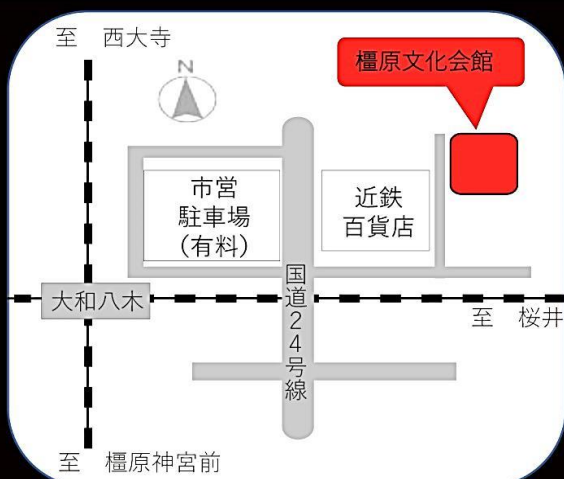 至 西大寺
N
橿原文化会館
市営
駐車場
(有料)
近鉄
百貨店
大和八木
国道24号線
至 桜井
至 橿原神宮前